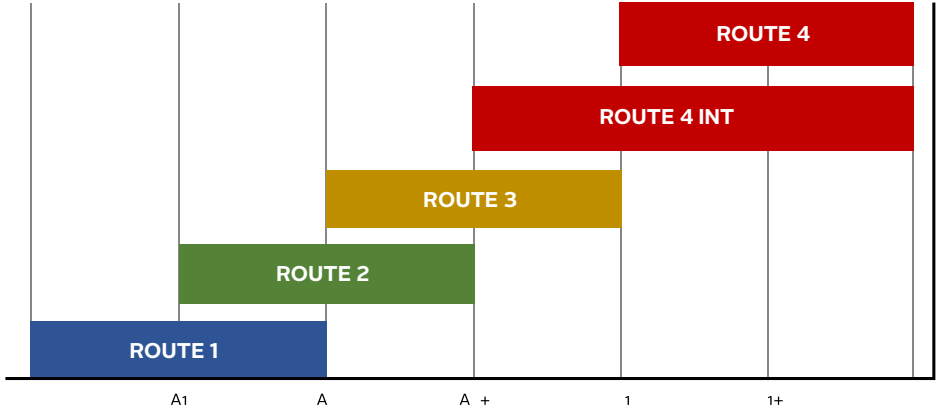 ROUTE 4
ROUTE 4 INT
ROUTE 3
ROUTE 2
ROUTE 1
A1 A A + 1 1+